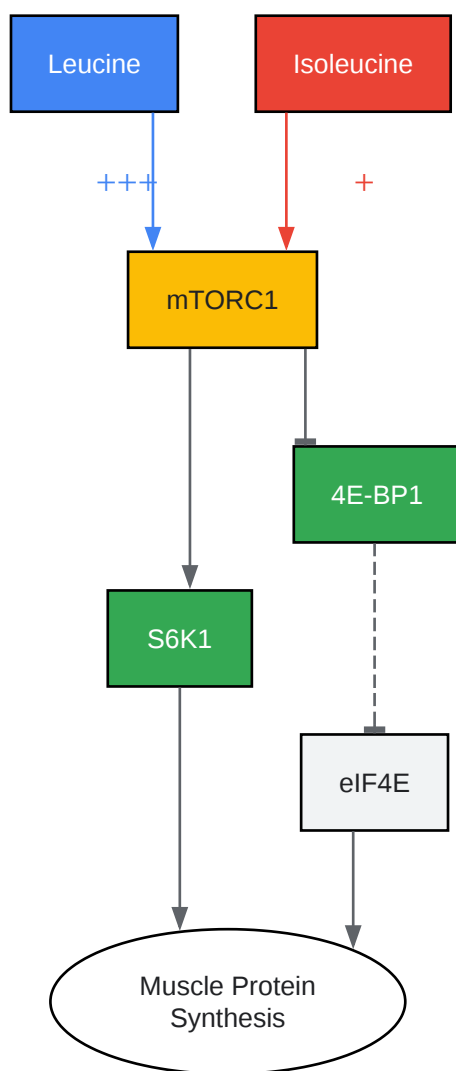 Leucine
Isoleucine
+++
+
mTORC1
4E-BP1
S6K1
eIF4E
Muscle Protein
Synthesis